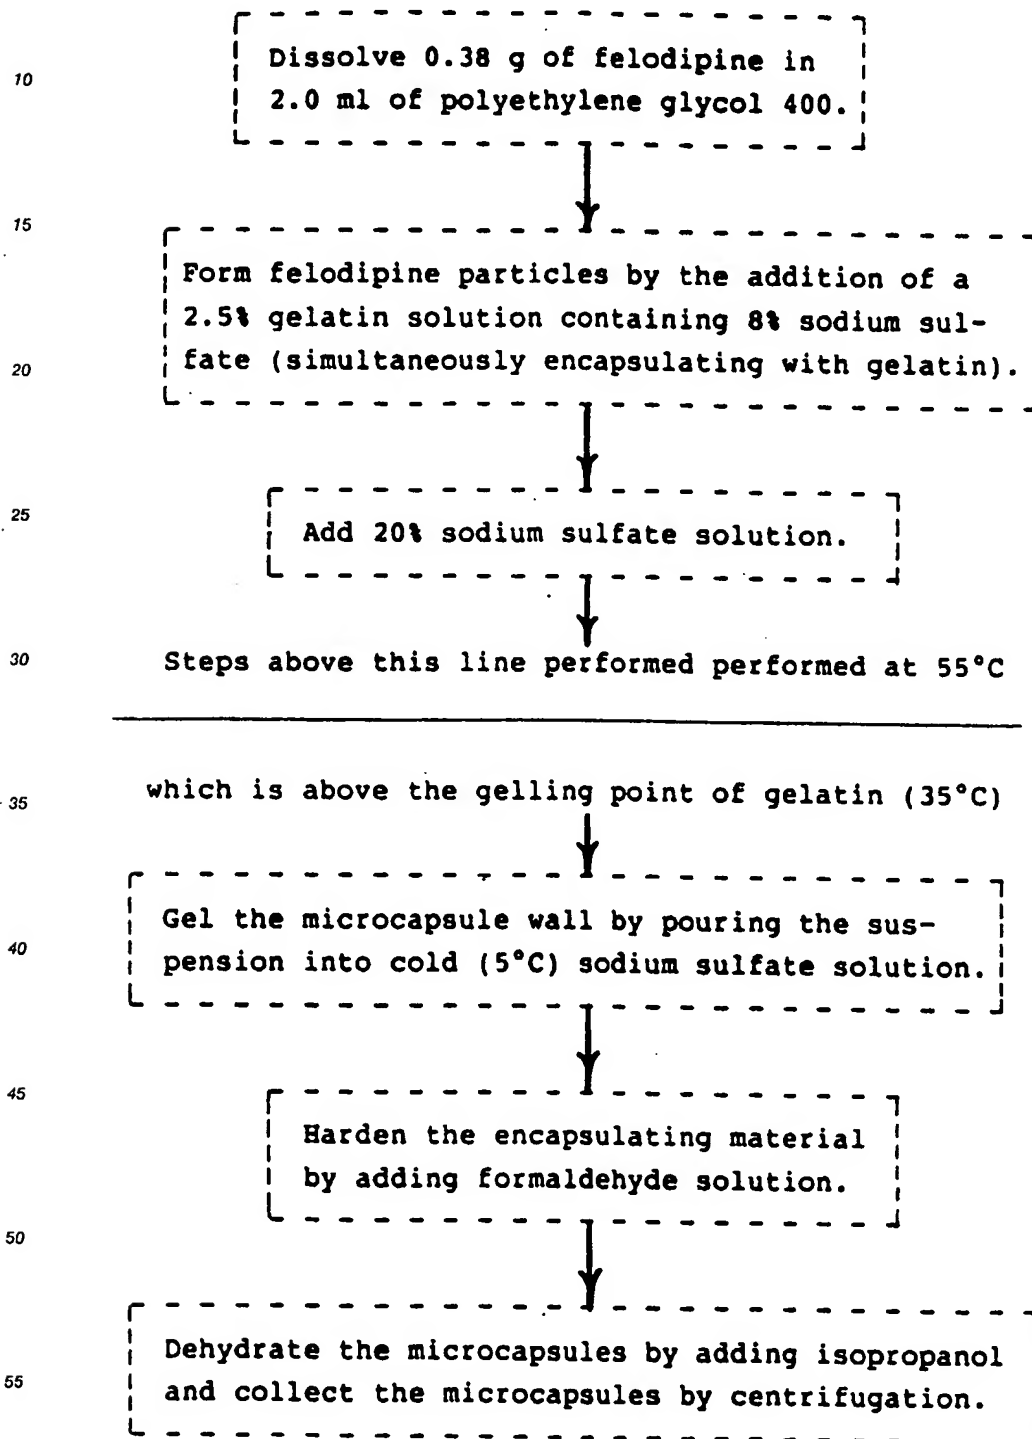 10
Dissolve 0.38 g of felodipine in
2.0 ml of polyethylene glycol 400.
15
Form felodipine particles by the addition of a
2.5% gelatin solution containing 8% sodium sul-
20
fate (simultaneously encapsulating with gelatin).
25
Add 20% sodium sulfate solution.
30
Steps above this line performed performed at 55°C
35
which is above the gelling point of gelatin (35°C)
Gel the microcapsule wall by pouring the sus-
40
pension into cold (5°C) sodium sulfate solution.
45
Harden the encapsulating material
by adding formaldehyde solution.
50
Dehydrate the microcapsules by adding isopropanol
55
and collect the microcapsules by centrifugation.